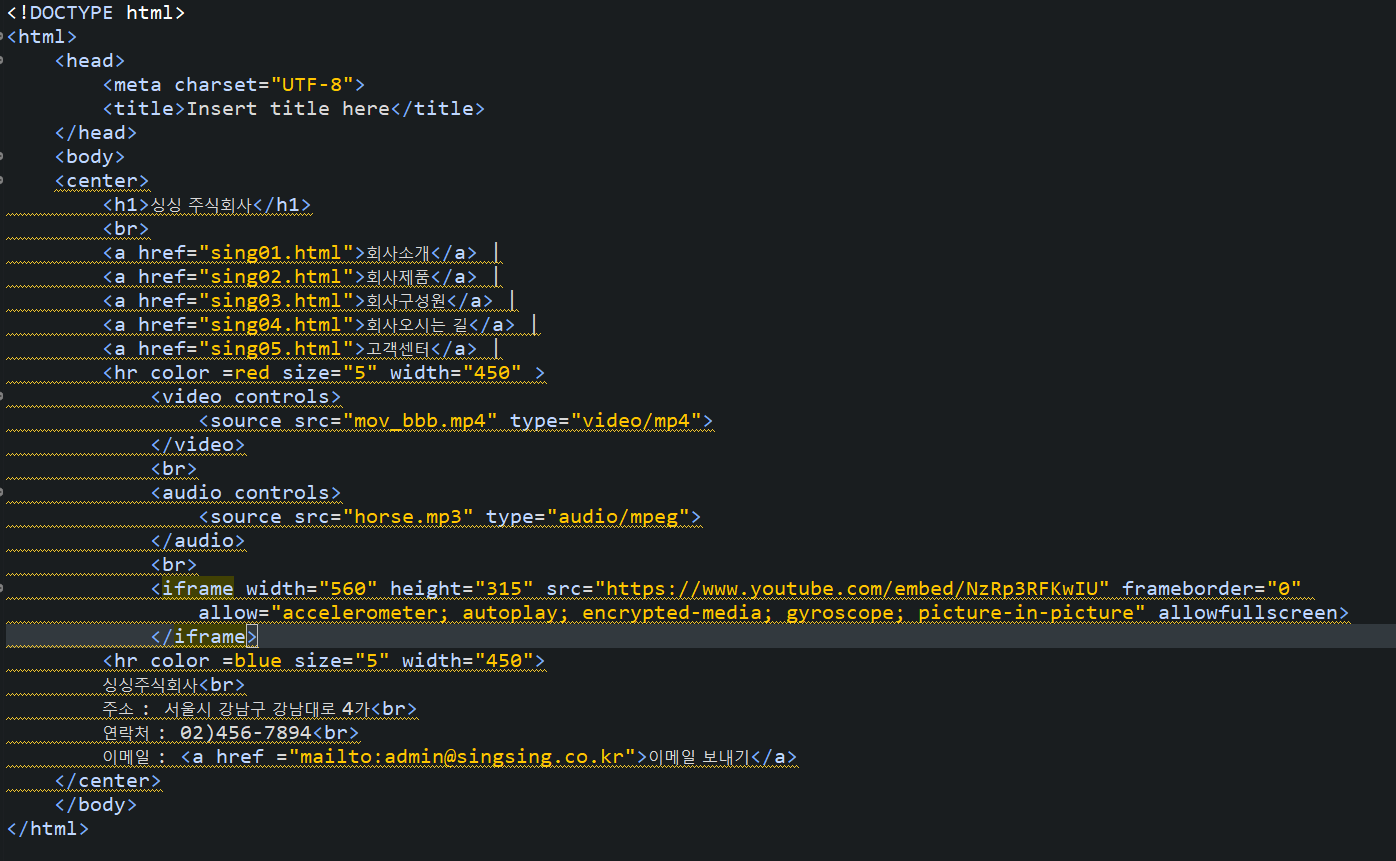 <!DOCTYPE html>
<html>
    <head>
        <meta charset="UTF-8">
        <title>Insert title here</title>
    </head>
    <body>
    <center>
        <h1>싱싱 주식회사</h1>
        <br>
        <a href="sing01.html">회사소개</a> |
        <a href="sing02.html">회사제품</a> |
        <a href="sing03.html">회사구성원</a> |
        <a href="sing04.html">회사오시는 길</a> |
        <a href="sing05.html">고객센터</a> |
        <hr color =red size="5" width="450" >
            <video controls>
                <source src="mov_bbb.mp4" type="video/mp4">
            </video>
            <br>
            <audio controls>
                <source src="horse.mp3" type="audio/mpeg">
            </audio>
            <br>
            <iframe width="560" height="315" src="https://www.youtube.com/embed/NzRp3RFKwIU" frameborder="0"
                allow="accelerometer; autoplay; encrypted-media; gyroscope; picture-in-picture" allowfullscreen>
            </iframe>
        <hr color =blue size="5" width="450">
        싱싱주식회사<br>
        주소 : 서울시 강남구 강남대로 4가<br>
        연락처 : 02)456-7894<br>
        이메일 : <a href ="mailto:admin@singsing.co.kr">이메일 보내기</a>
    </center>
    </body>
</html>